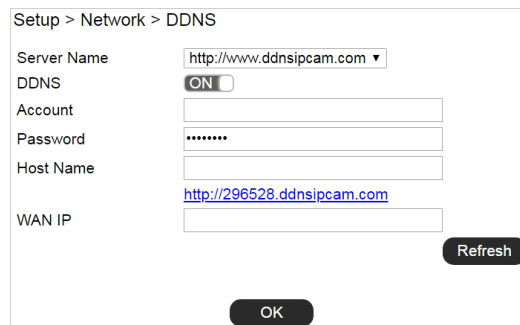 Setup > Network > DDNS
Server Name http://www.ddnsipcam.com
DDNS ON
Account
Password ••••••••
Host Name
http://296528.ddnsipcam.com
WAN IP
Refresh
OK